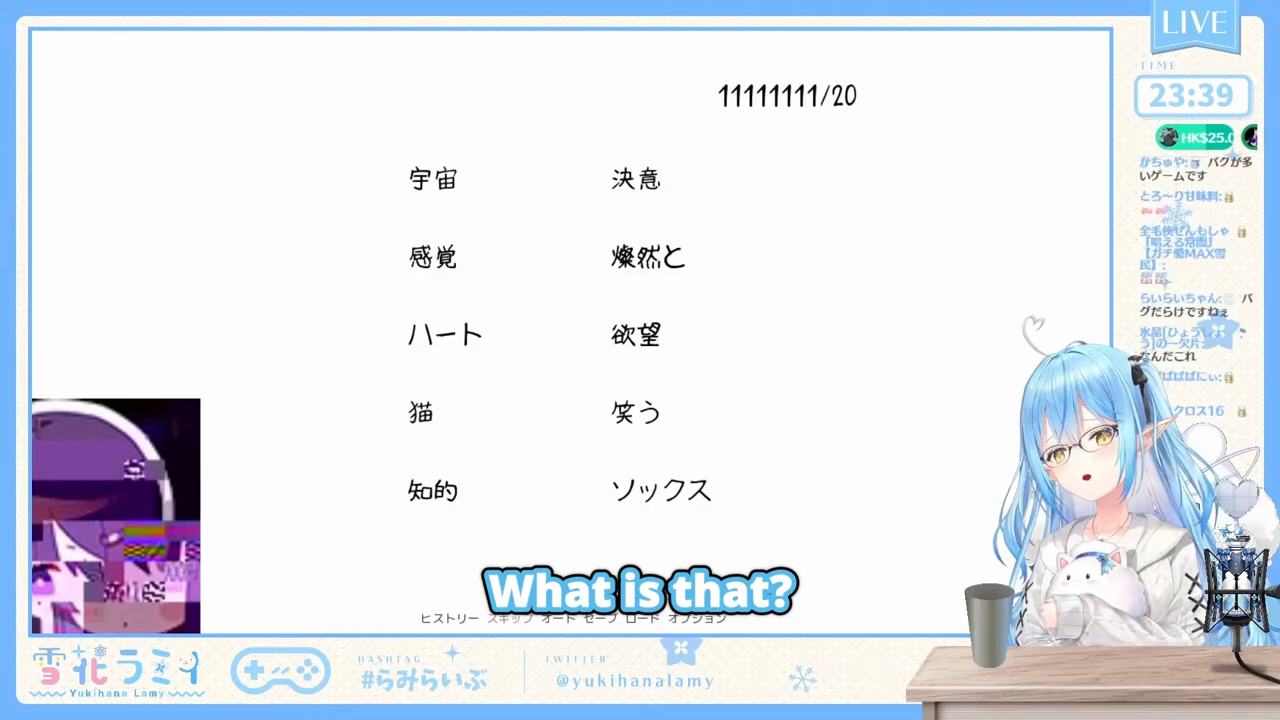 LIVE
TIME
23:39
HK$25.0
11111111/20
宇宙 決意
感覚 燦然と
ハート 欲望
猫 笑う
知的 ソックス
かちゅや: バグが多
いゲームです
とろ～り甘味料:
らいらいちゃん: バ
グだらけですねぇ
なんだこれ
クロス16
What is that?
ヒストリー スキップ オート セーブ ロード オプション
雪花ラミィ
Yukihana Lamy
HASHTAG
#らみらいぶ
TWITTER
@yukihanalamy